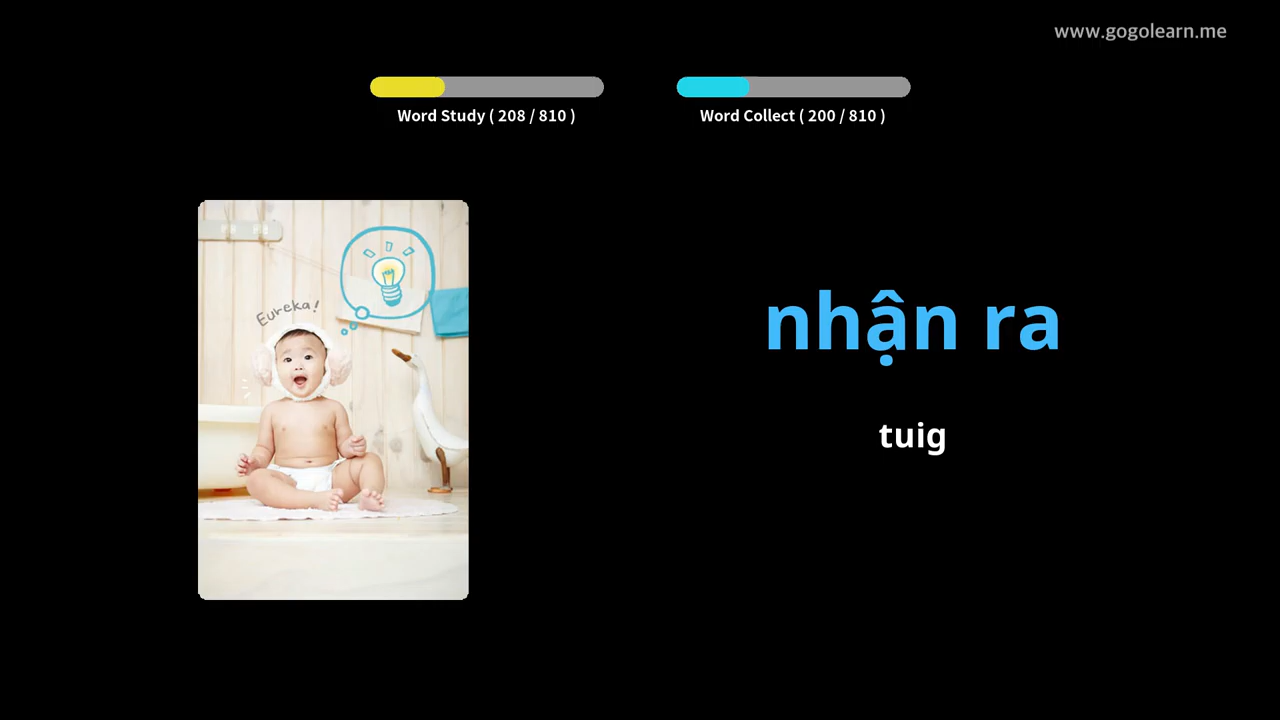 www.gogolearn.me
Word Study ( 208 / 810 )
Word Collect ( 200 / 810 )
Eureka!
nhận ra
tuig